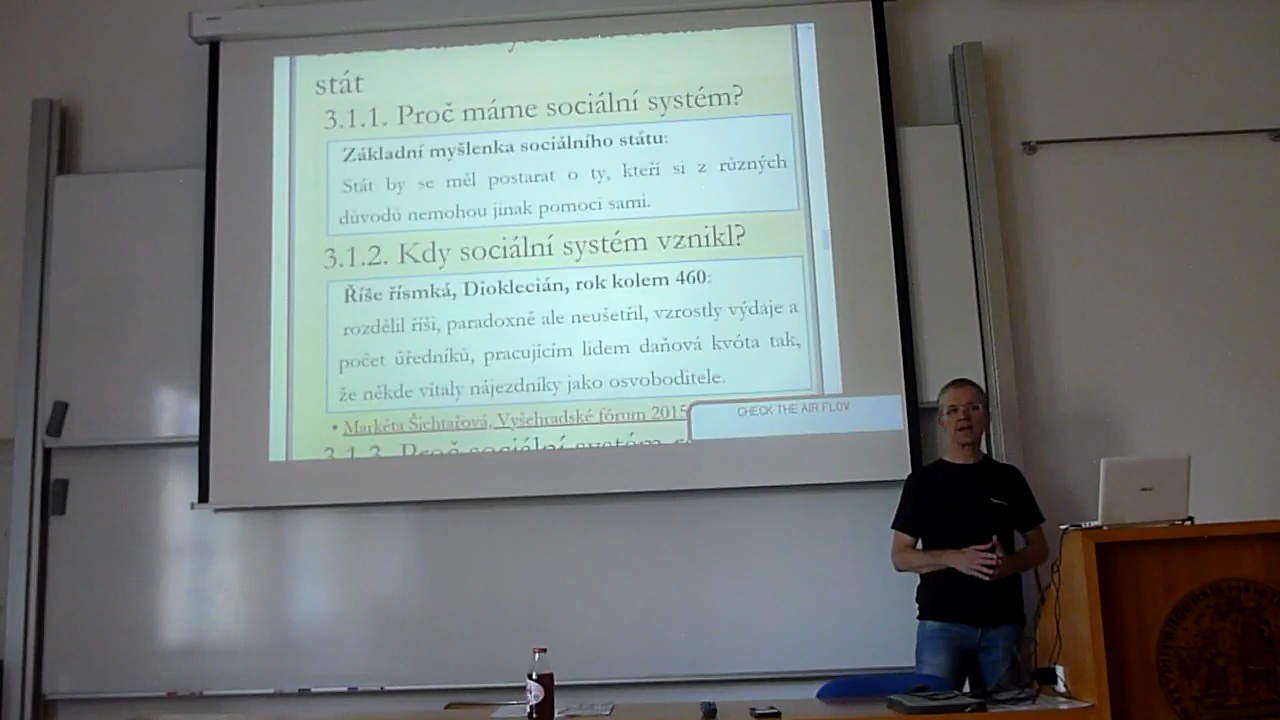 stát
3.1.1. Proč máme sociální systém?
Základní myšlenka sociálního státu:
Stát by se měl postarat o ty, kteří si z různých
důvodů nemohou jinak pomoci sami.
3.1.2. Kdy sociální systém vznikl?
Říše řísmká, Dioklecián, rok kolem 460:
rozdělil říši, paradoxně ale neušetřil, vzrostly výdaje a
počet úředníků, pracujícím lidem daňová kvóta tak,
že někde vítaly nájezdníky jako osvoboditele.
• Markéta Šichtařová, Vyšehradské fórum 2015
CHECK THE AIR FLOW
3.1.3. Proč sociální systém